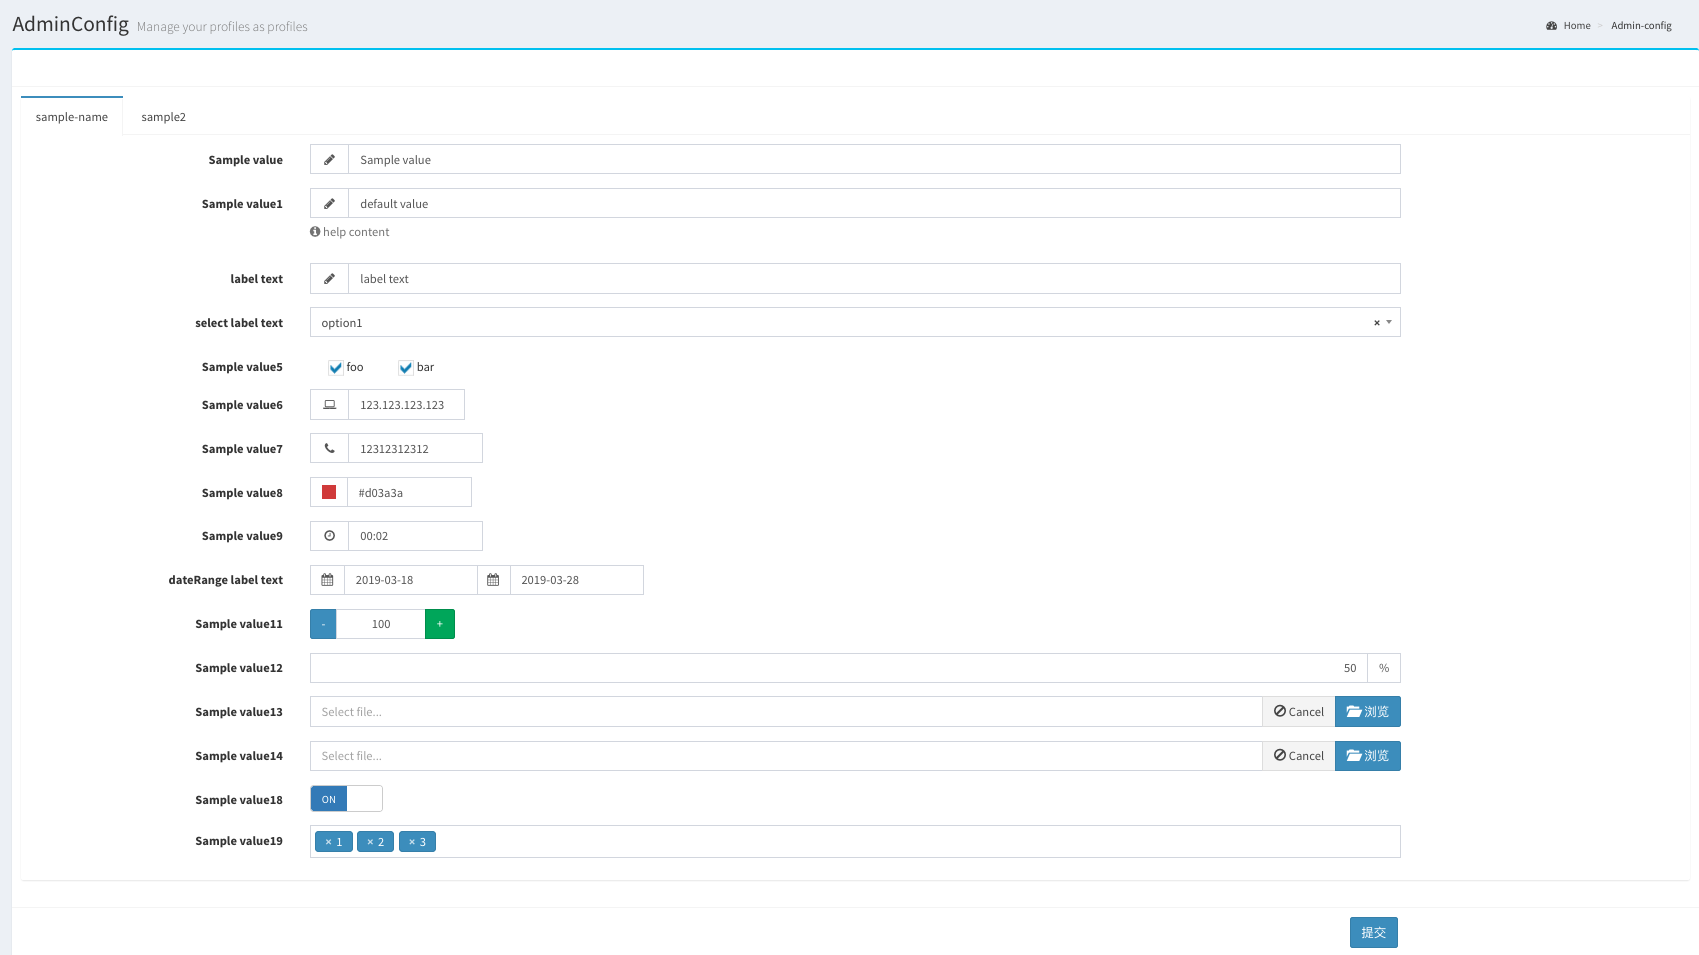 AdminConfig Manage your profiles as profiles
Home > Admin-config
sample-name sample2
Sample value Sample value
Sample value1 default value
help content
label text label text
select label text option1 ×
Sample value5 foo bar
Sample value6 123.123.123.123
Sample value7 12312312312
Sample value8 #d03a3a
Sample value9 00:02
dateRange label text 2019-03-18 2019-03-28
Sample value11 - 100 +
Sample value12 50 %
Sample value13 Select file... Cancel 浏览
Sample value14 Select file... Cancel 浏览
Sample value18 ON
Sample value19 × 1 × 2 × 3
提交